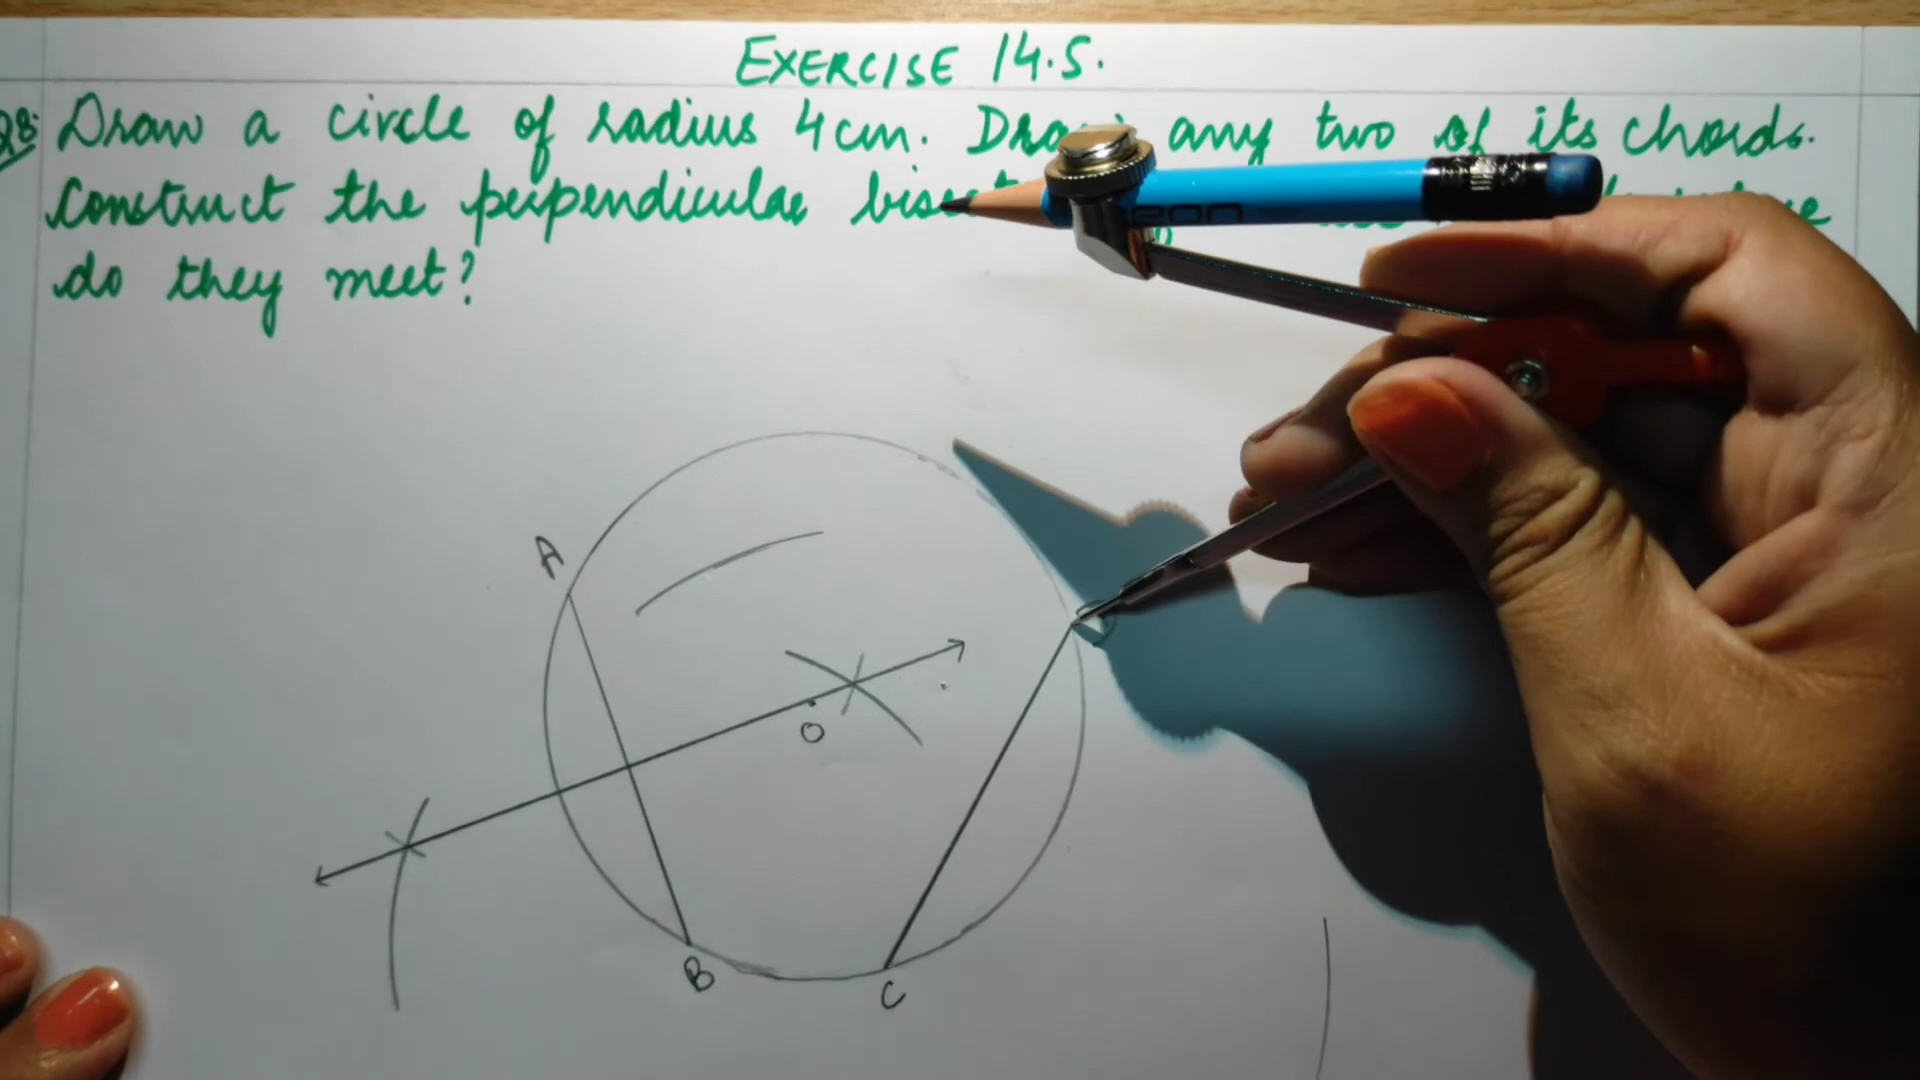 EXERCISE 14.5.
Q8. Draw a circle of radius 4cm. Draw any two of its chords.
Construct the perpendicular
do they meet?
A
O
B
C